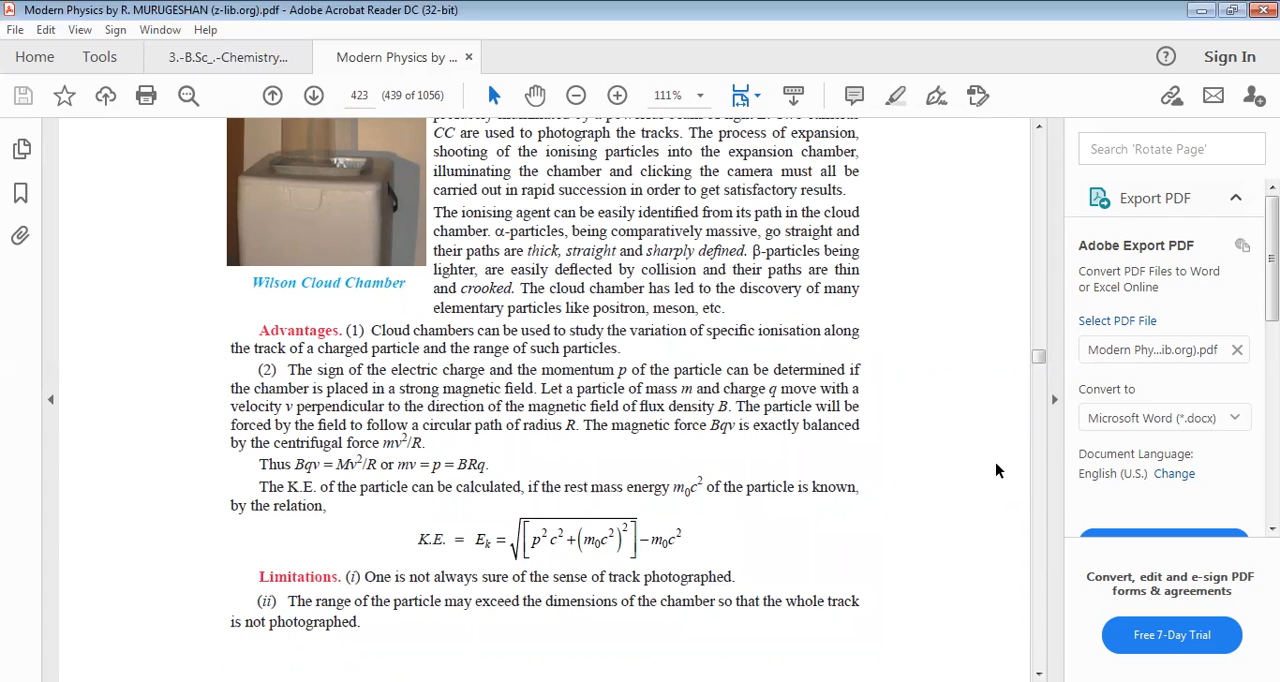 Modern Physics by R. MURUGESHAN (z-lib.org).pdf - Adobe Acrobat Reader DC (32-bit)
File Edit View Sign Window Help
Home Tools 3.-B.Sc_.-Chemistry... Modern Physics by ... × ? Sign In
423 (439 of 1056) 111%
CC are used to photograph the tracks. The process of expansion,
shooting of the ionising particles into the expansion chamber,
illuminating the chamber and clicking the camera must all be
carried out in rapid succession in order to get satisfactory results.
The ionising agent can be easily identified from its path in the cloud
chamber. α-particles, being comparatively massive, go straight and
their paths are thick, straight and sharply defined. β-particles being
lighter, are easily deflected by collision and their paths are thin
and crooked. The cloud chamber has led to the discovery of many
elementary particles like positron, meson, etc.
Wilson Cloud Chamber
Advantages. (1) Cloud chambers can be used to study the variation of specific ionisation along
the track of a charged particle and the range of such particles.
(2) The sign of the electric charge and the momentum p of the particle can be determined if
the chamber is placed in a strong magnetic field. Let a particle of mass m and charge q move with a
velocity v perpendicular to the direction of the magnetic field of flux density B. The particle will be
forced by the field to follow a circular path of radius R. The magnetic force Bqv is exactly balanced
by the centrifugal force mv²/R.
Thus Bqv = Mv²/R or mv = p = BRq.
The K.E. of the particle can be calculated, if the rest mass energy m₀c² of the particle is known,
by the relation,
K.E. = Eₖ = √[p²c² + (m₀c²)²] − m₀c²
Limitations. (i) One is not always sure of the sense of track photographed.
(ii) The range of the particle may exceed the dimensions of the chamber so that the whole track
is not photographed.
Search 'Rotate Page'
Export PDF
Adobe Export PDF
Convert PDF Files to Word
or Excel Online
Select PDF File
Modern Phy...ib.org).pdf
Convert to
Microsoft Word (*.docx)
Document Language:
English (U.S.) Change
Convert, edit and e-sign PDF
forms & agreements
Free 7-Day Trial